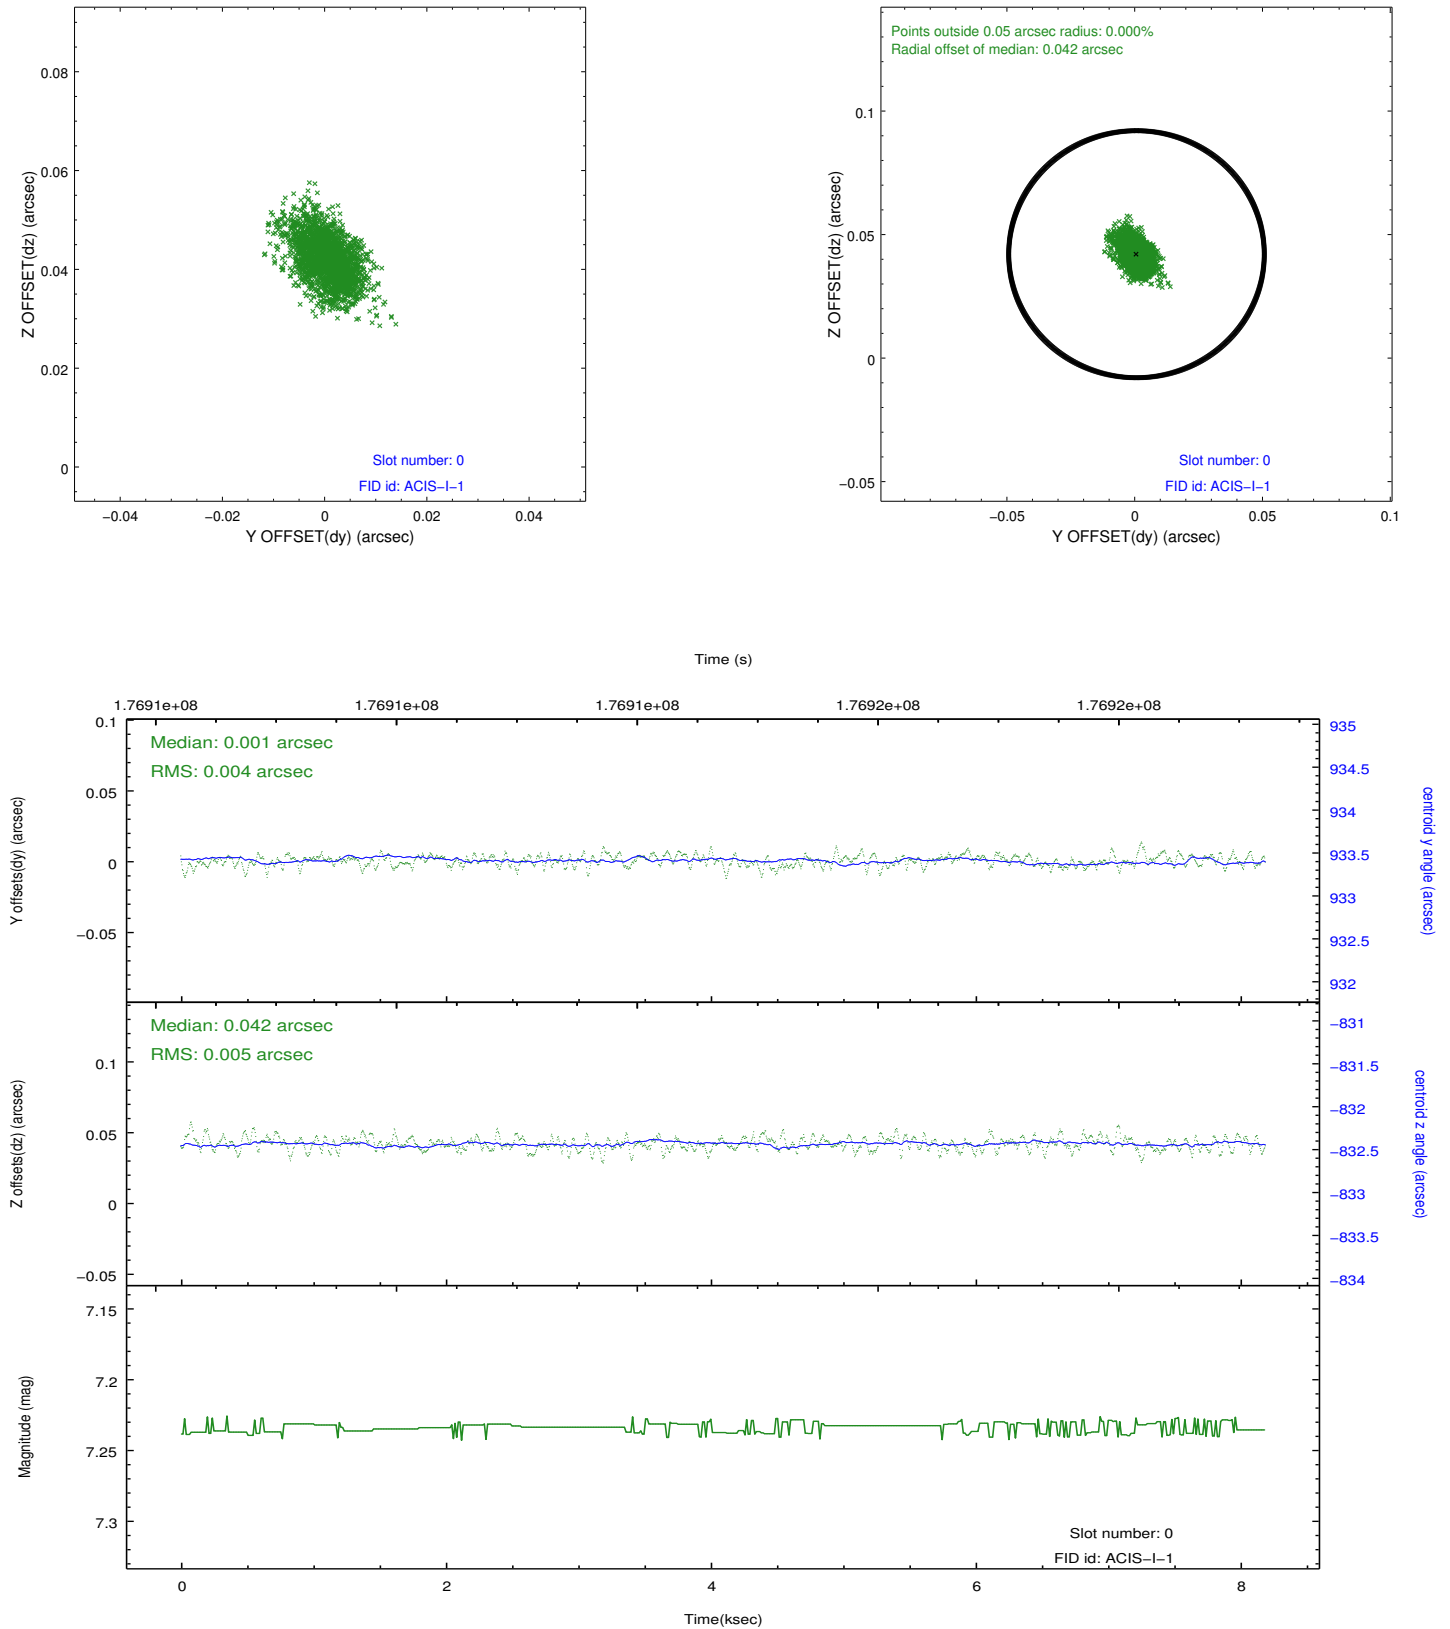 0.08
0.06
0.04
0.02
0
Z OFFSET(dz) (arcsec)
Slot number: 0
FID id: ACIS−I−1
−0.04
−0.02
0
0.02
0.04
Y OFFSET(dy) (arcsec)
Points outside 0.05 arcsec radius: 0.000%
Radial offset of median: 0.042 arcsec
0.1
0.05
0
−0.05
Z OFFSET(dz) (arcsec)
Slot number: 0
FID id: ACIS−I−1
−0.05
0
0.05
0.1
Y OFFSET(dy) (arcsec)
Time (s)
1.7691e+08
1.7691e+08
1.7691e+08
1.7692e+08
1.7692e+08
0.1
0.05
0
−0.05
Y offsets(dy) (arcsec)
Median: 0.001 arcsec
RMS: 0.004 arcsec
935
934.5
934
933.5
933
932.5
932
centroid y angle (arcsec)
0.1
0.05
0
−0.05
Z offsets(dz) (arcsec)
Median: 0.042 arcsec
RMS: 0.005 arcsec
−831
−831.5
−832
−832.5
−833
−833.5
−834
centroid z angle (arcsec)
7.15
7.2
7.25
7.3
Magnitude (mag)
Slot number: 0
FID id: ACIS−I−1
0
2
4
6
8
Time(ksec)